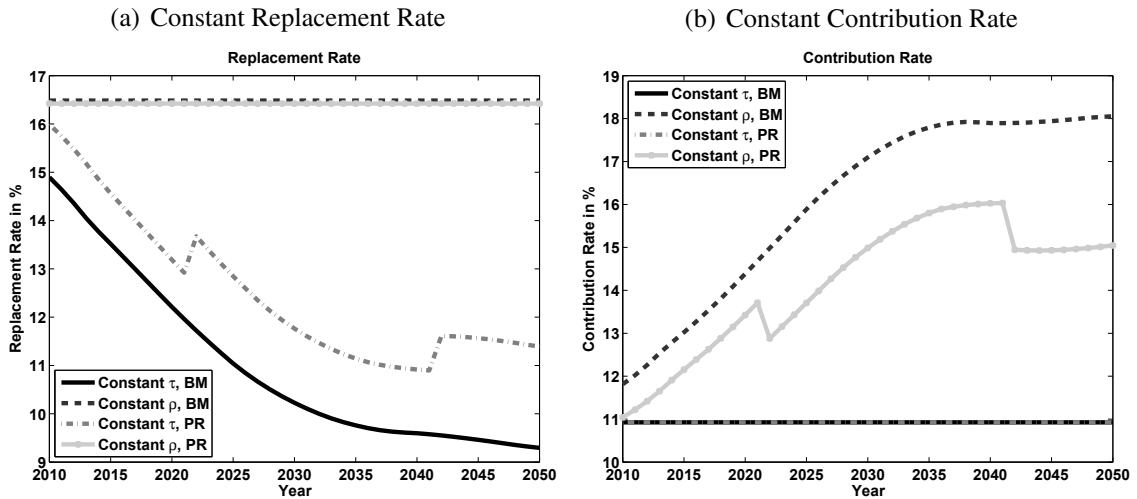 (a) Constant Replacement Rate
Replacement Rate
17
16
15
14
13
12
11
10
9
Replacement Rate in %
Constant τ, BM
Constant ρ, BM
Constant τ, PR
Constant ρ, PR
2010 2015 2020 2025 2030 2035 2040 2045 2050
Year
(b) Constant Contribution Rate
Contribution Rate
19
18
17
16
15
14
13
12
11
10
Contribution Rate in %
Constant τ, BM
Constant ρ, BM
Constant τ, PR
Constant ρ, PR
2010 2015 2020 2025 2030 2035 2040 2045 2050
Year